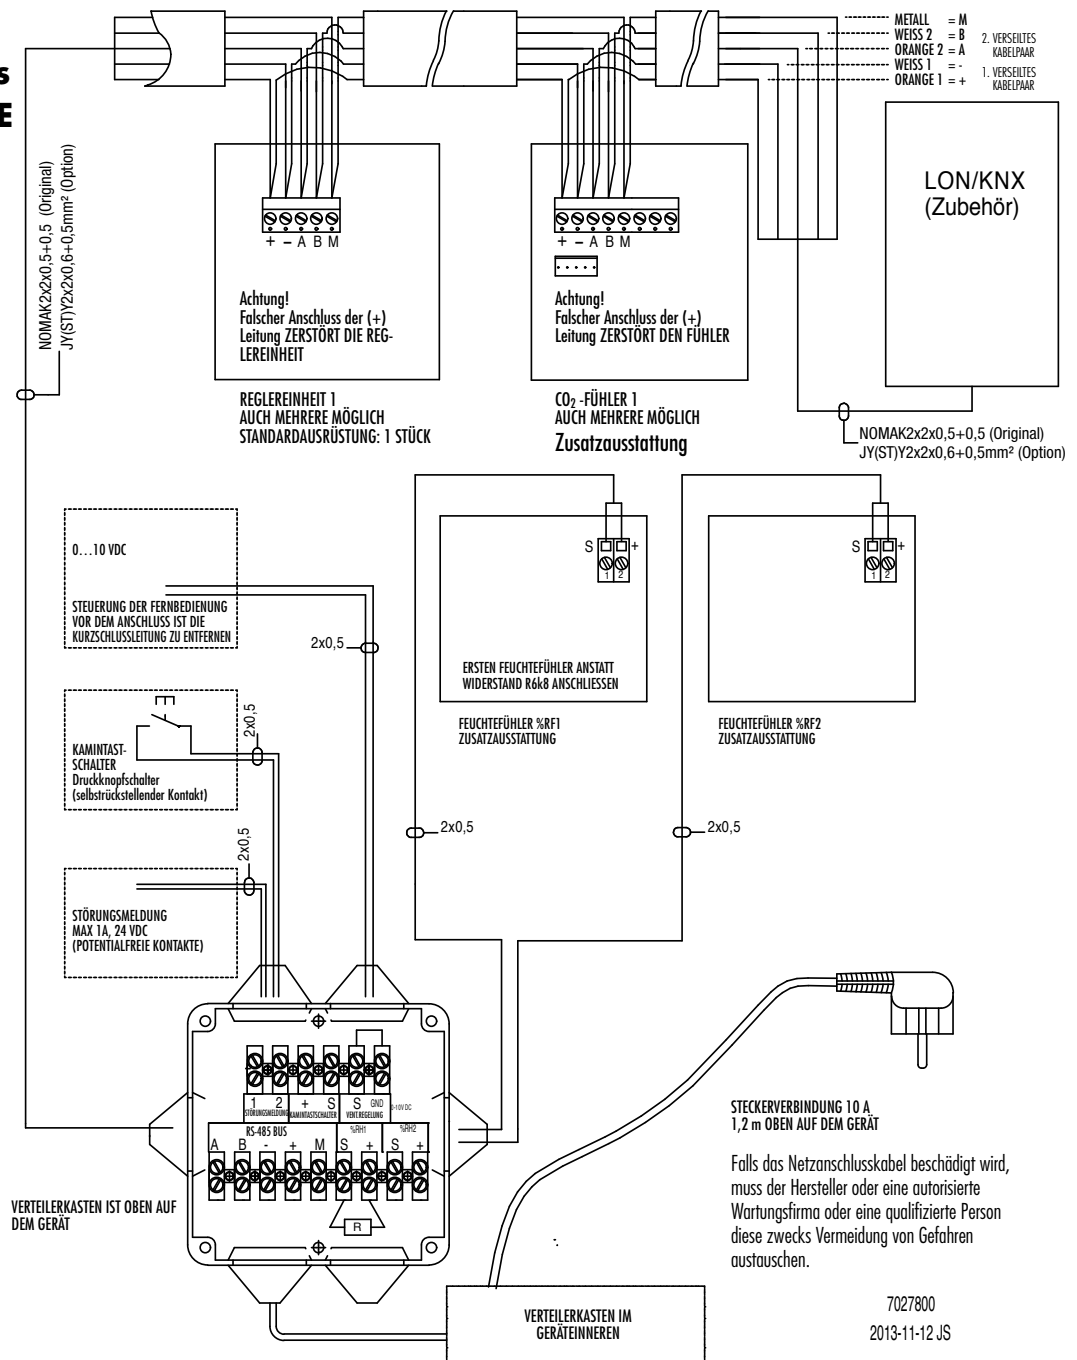 METALL = M
WEISS 2 = B
ORANGE 2 = A
WEISS 1 = -
ORANGE 1 = +
2. VERSEILTES
KABELPAAR
1. VERSEILTES
KABELPAAR
s
E
NOMAK2x2x0,5+0,5 (Original)
JY(ST)Y2x2x0,6+0,5mm² (Option)
+ – A B M
Achtung!
Falscher Anschluss der (+)
Leitung ZERSTÖRT DIE REG-
LEREINHEIT
REGLEREINHEIT 1
AUCH MEHRERE MÖGLICH
STANDARDAUSRÜSTUNG: 1 STÜCK
+ – A B M
Achtung!
Falscher Anschluss der (+)
Leitung ZERSTÖRT DEN FÜHLER
CO₂ -FÜHLER 1
AUCH MEHRERE MÖGLICH
Zusatzausstattung
LON/KNX
(Zubehör)
NOMAK2x2x0,5+0,5 (Original)
JY(ST)Y2x2x0,6+0,5mm² (Option)
0...10 VDC
STEUERUNG DER FERNBEDIENUNG
VOR DEM ANSCHLUSS IST DIE
KURZSCHLUSSLEITUNG ZU ENTFERNEN
2x0,5
S +
1 2
ERSTEN FEUCHTEFÜHLER ANSTATT
WIDERSTAND R6k8 ANSCHLIESSEN
FEUCHTEFÜHLER %RF1
ZUSATZAUSSTATTUNG
S +
1 2
FEUCHTEFÜHLER %RF2
ZUSATZAUSSTATTUNG
2x0,5
KAMINTAST-
SCHALTER
Druckknopfschalter
(selbstrückstellender Kontakt)
2x0,5
2x0,5
2x0,5
STÖRUNGSMELDUNG
MAX 1A, 24 VDC
(POTENTIALFREIE KONTAKTE)
1 2 + S S GND 0-10V DC
STÖRUNGSMELDUNG KAMINTASTSCHALTER VENT.REGELUNG
RS-485 BUS %RH1 %RH2
A B - + M S + S +
R
VERTEILERKASTEN IST OBEN AUF
DEM GERÄT
STECKERVERBINDUNG 10 A
1,2 m OBEN AUF DEM GERÄT
Falls das Netzanschlusskabel beschädigt wird,
muss der Hersteller oder eine autorisierte
Wartungsfirma oder eine qualifizierte Person
diese zwecks Vermeidung von Gefahren
austauschen.
VERTEILERKASTEN IM
GERÄTEINNEREN
7027800
2013-11-12 JS